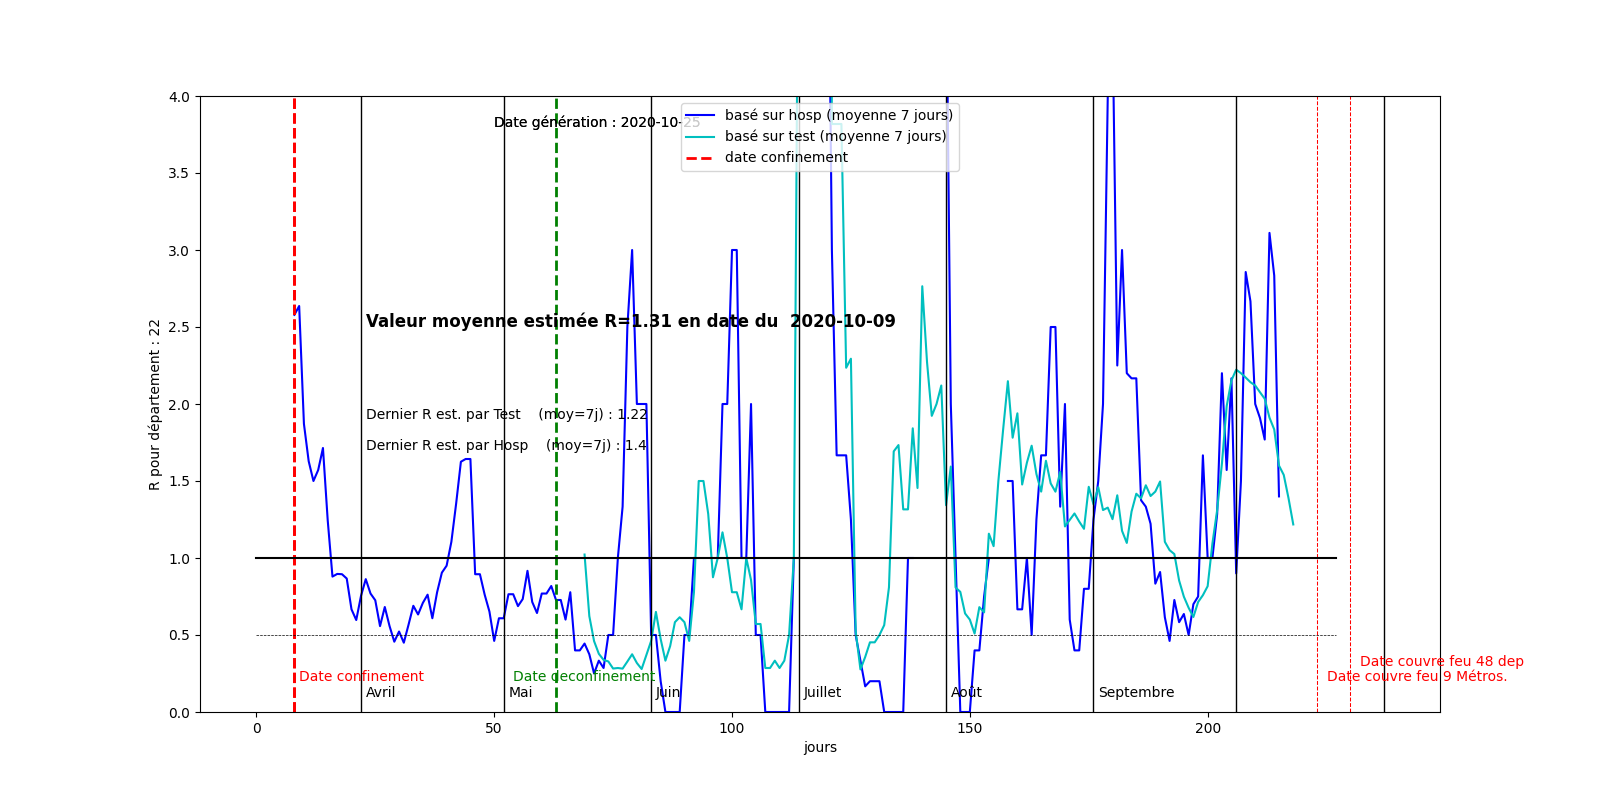 4.0
3.5
3.0
2.5
2.0
1.5
1.0
0.5
0.0
R pour département : 22
Date génération : 2020-10-25
basé sur hosp (moyenne 7 jours)
basé sur test (moyenne 7 jours)
date confinement
Valeur moyenne estimée R=1.31 en date du  2020-10-09
Dernier R est. par Test    (moy=7j) : 1.22
Dernier R est. par Hosp    (moy=7j) : 1.4
Date couvre feu 48 dep
Date confinement
Date deconfinement
Date couvre feu 9 Métros.
Avril
Mai
Juin
Juillet
Août
Septembre
0
50
100
150
200
jours